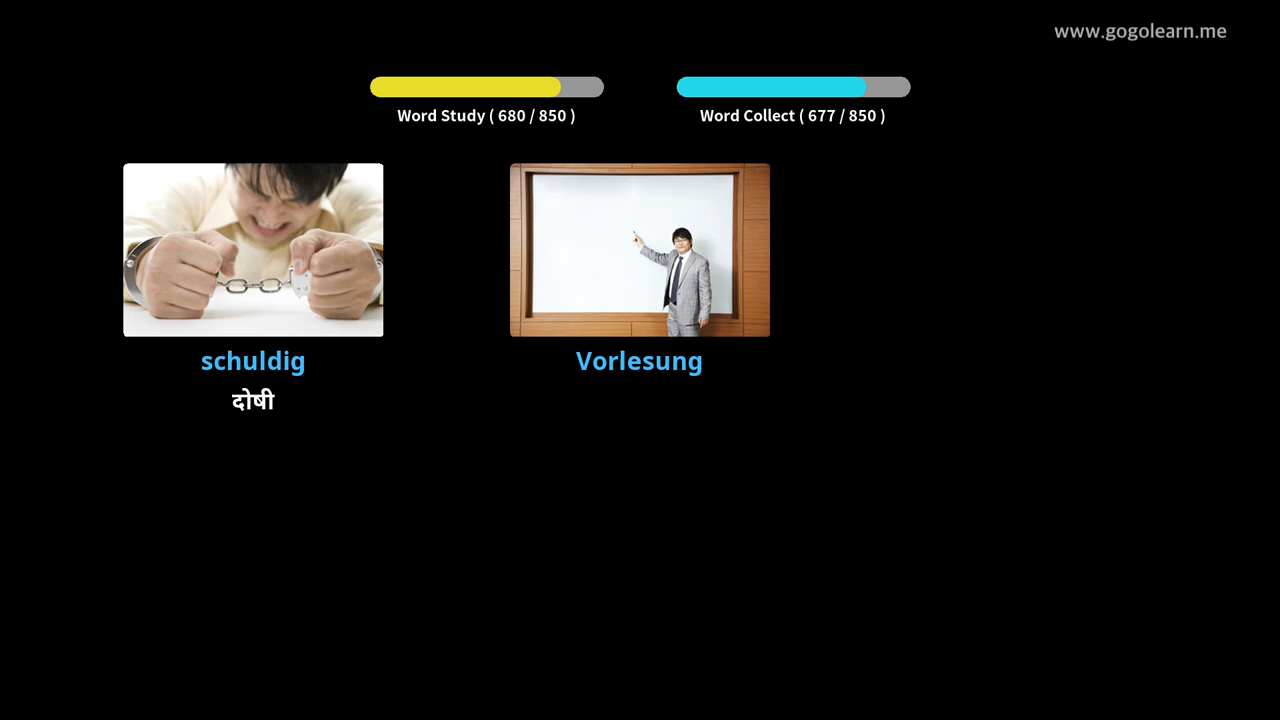 www.gogolearn.me
Word Study ( 680 / 850 )
Word Collect ( 677 / 850 )
schuldig
Vorlesung
दोषी